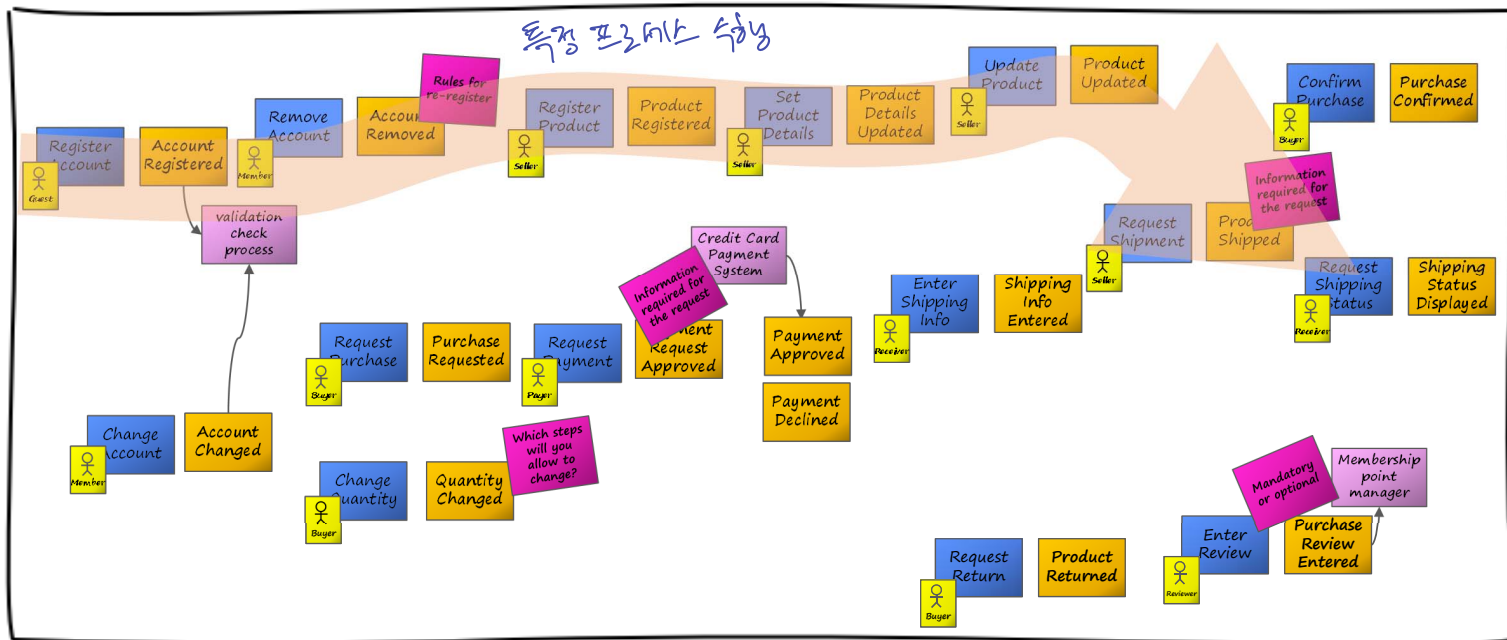 특정 프로세스 수행
Register
Account
Guest
Account
Registered
Remove
Account
Member
Account
Removed
Rules for
re-register
Register
Product
Seller
Product
Registered
Set
Product
Details
Seller
Product
Details
Updated
Update
Product
Seller
Product
Updated
Confirm
Purchase
Buyer
Purchase
Confirmed
validation
check
process
Credit Card
Payment
System
Information
required for
the request
Request
Shipment
Seller
Shipped
Information
required for
the request
Request
Shipping
Status
Receiver
Shipping
Status
Displayed
Enter
Shipping
Info
Receiver
Shipping
Info
Entered
Request
Purchase
Buyer
Purchase
Requested
Request
Payment
Payer
Request
Approved
Payment
Approved
Payment
Declined
Change
Account
Member
Account
Changed
Change
Quantity
Buyer
Quantity
Changed
Which steps
will you
allow to
change?
Request
Return
Buyer
Product
Returned
Enter
Review
Reviewer
Purchase
Review
Entered
Mandatory
or optional
Membership
point
manager